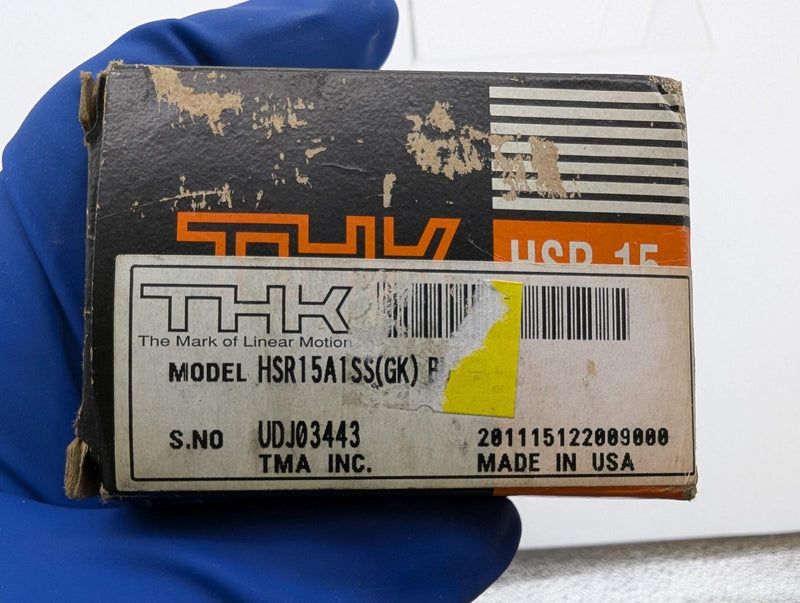 THK
HSR 15
THK
The Mark of Linear Motion
MODEL HSR15A1SS(GK)
S.NO UDJ03443
201115122009000
TMA INC.
MADE IN USA